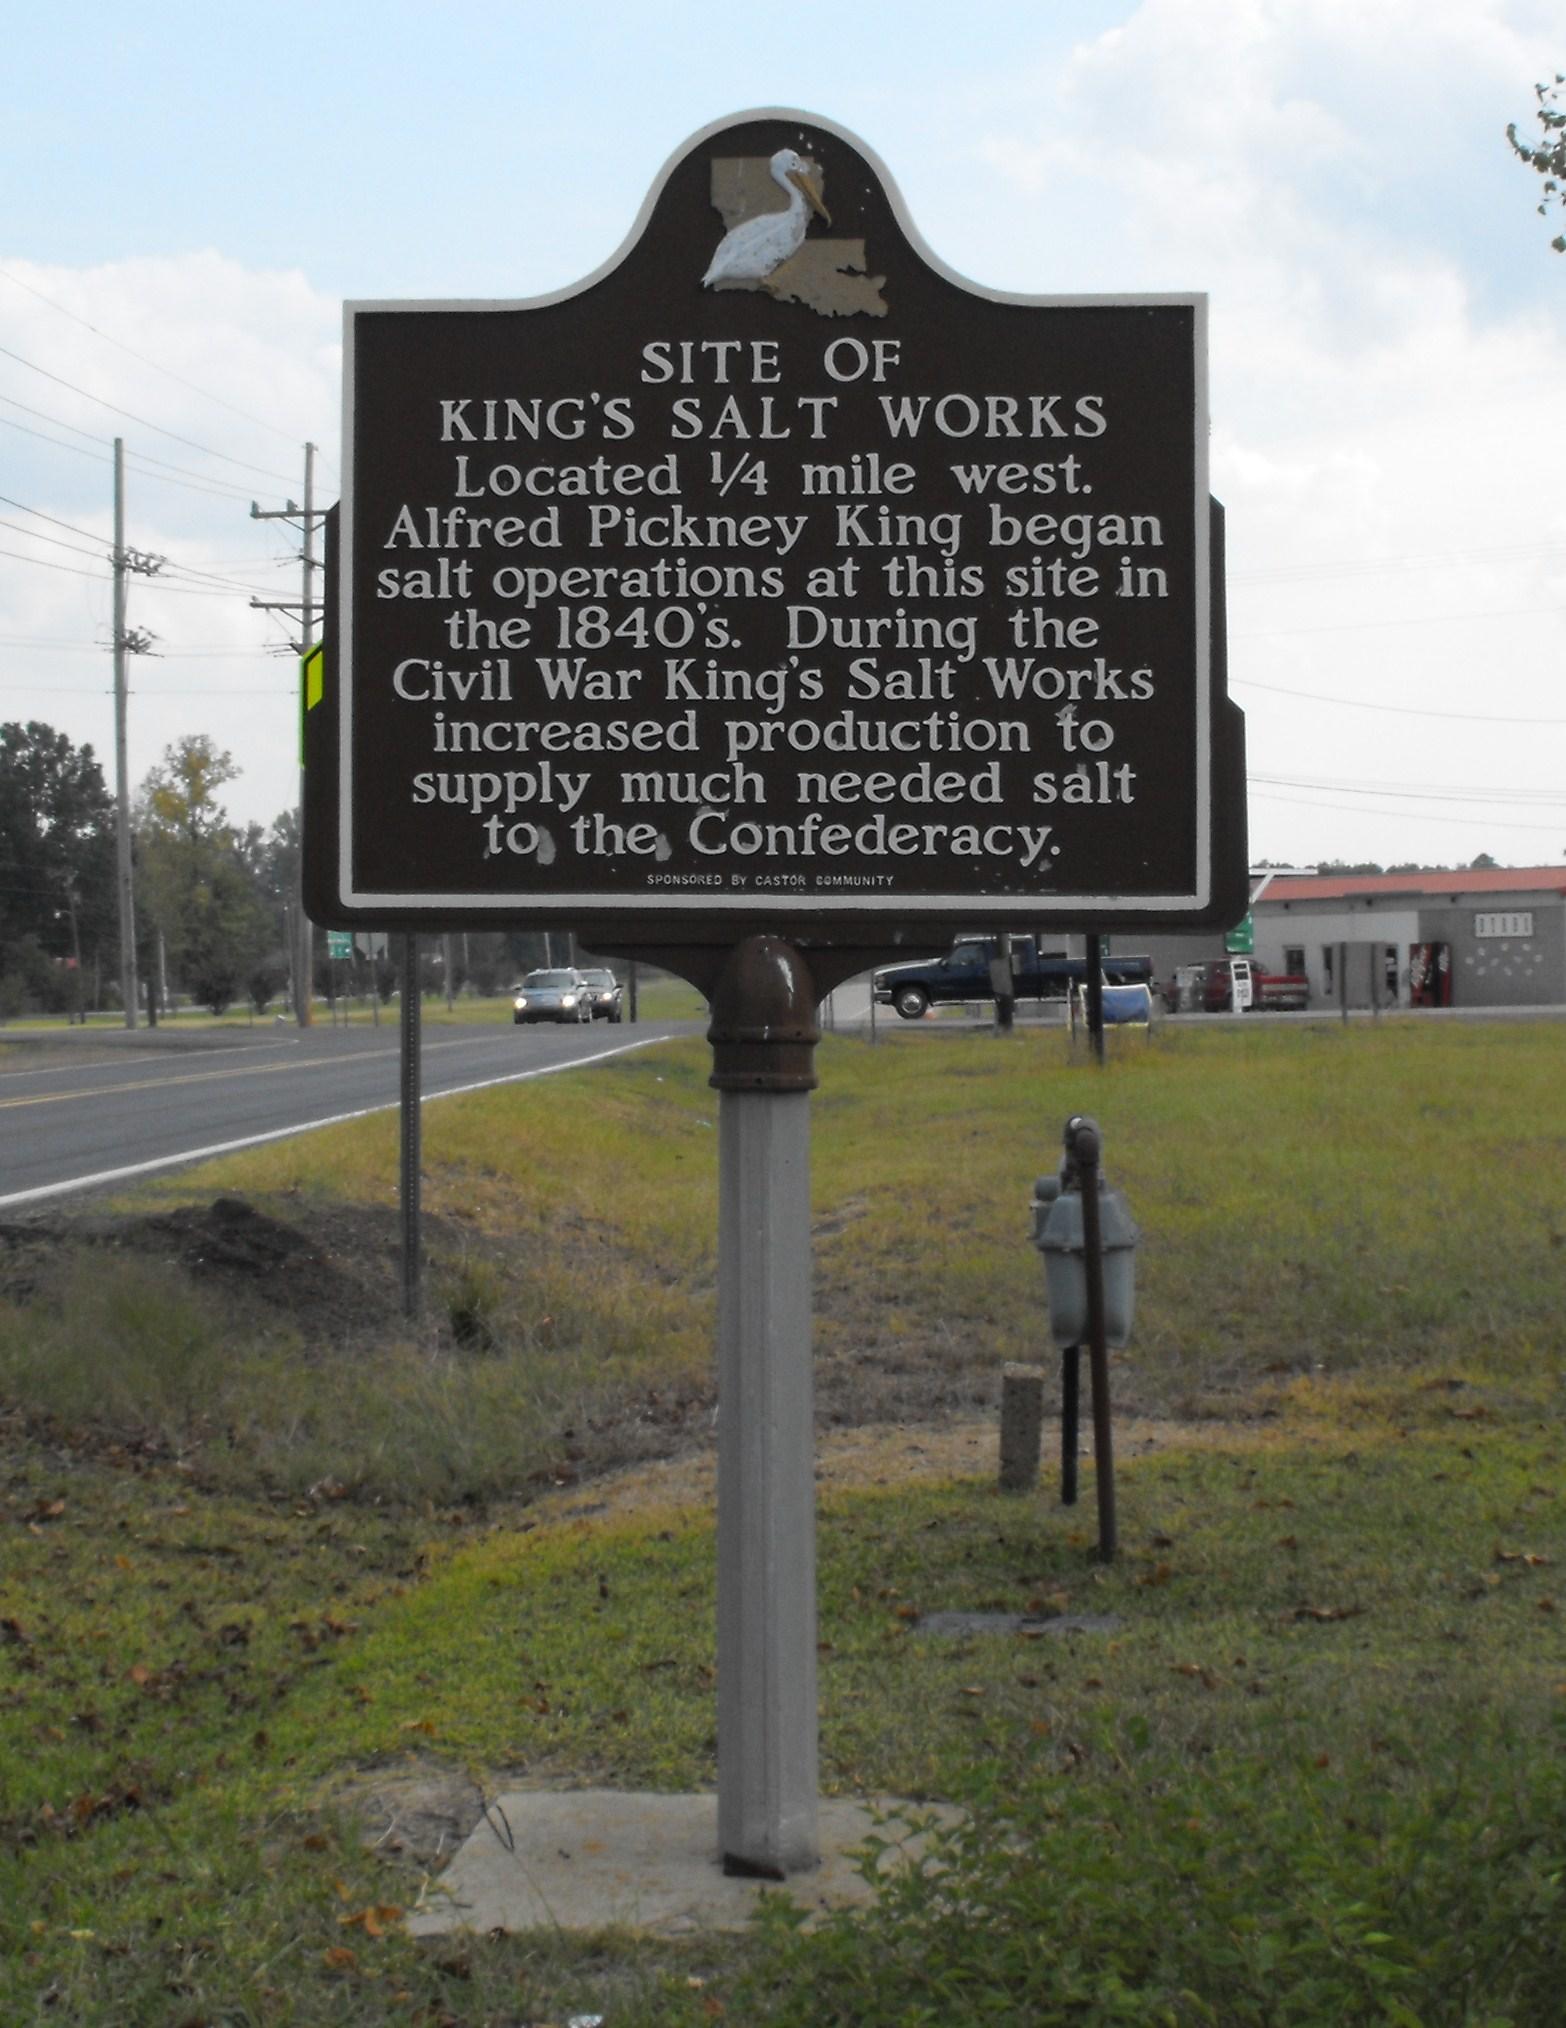 SITE OF
KING'S SALT WORKS
Located 1/4 mile west.
Alfred Pickney King began
salt operations at this site in
the 1840's. During the
Civil War King's Salt Works
increased production to
supply much needed salt
to the Confederacy.
SPONSORED BY CASTOR COMMUNITY